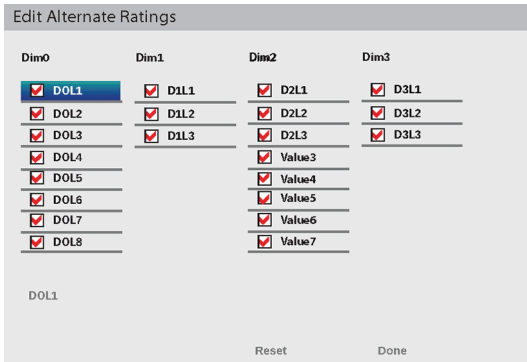 Edit Alternate Ratings
Dim0 Dim1 Dim2 Dim3
D0L1 D1L1 D2L1 D3L1
D0L2 D1L2 D2L2 D3L2
D0L3 D1L3 D2L3 D3L3
D0L4 Value3
D0L5 Value4
D0L6 Value5
D0L7 Value6
D0L8 Value7
D0L1
Reset Done